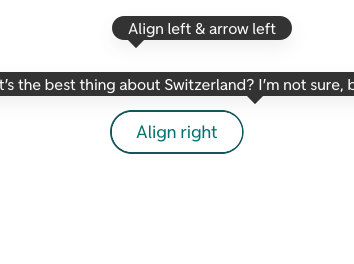 Align left & arrow left
t's the best thing about Switzerland? I'm not sure, b
Align right